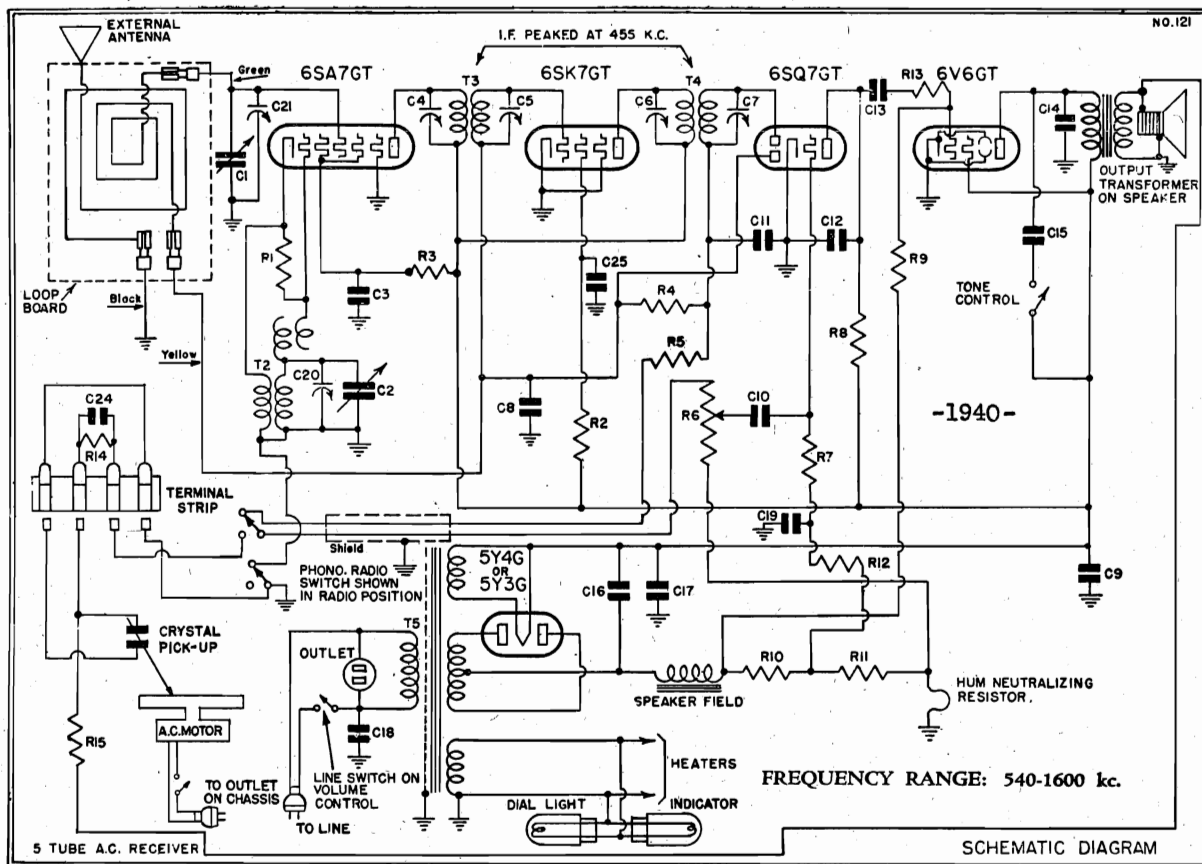 NO.121
EXTERNAL
ANTENNA
I.F. PEAKED AT 455 K.C.
Green
6SA7GT
T3
6SK7GT
T4
6SQ7GT
R13
6V6GT
C21
C4
C5
C6
C7
C13
C14
C1
OUTPUT
TRANSFORMER
ON SPEAKER
R1
R3
C3
C25
C11
C12
C15
R4
R9
LOOP
BOARD
Black
TONE
CONTROL
R5
R8
Yellow
T2
C20
C2
C8
R2
R6
C10
-1940-
C24
R14
R7
TERMINAL
STRIP
C19
Shield
PHONO. RADIO
SWITCH SHOWN
IN RADIO POSITION
5Y4G
OR
5Y3G
C16
C17
R12
C9
T5
CRYSTAL
PICK-UP
OUTLET
R10
R11
SPEAKER FIELD
HUM NEUTRALIZING
RESISTOR.
A.C. MOTOR
R15
C18
LINE SWITCH ON
VOLUME
CONTROL
HEATERS
FREQUENCY RANGE: 540-1600 kc.
TO OUTLET
ON CHASSIS
TO LINE
DIAL LIGHT
INDICATOR
5 TUBE A.C. RECEIVER
SCHEMATIC DIAGRAM